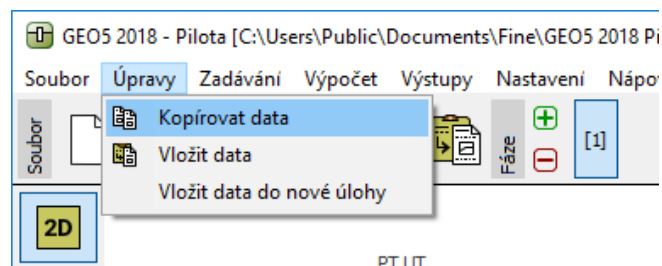 GEO5 2018 - Pilota [C:\Users\Public\Documents\Fine\GEO5 2018 Pi
Soubor Úpravy Zadávání Výpočet Výstupy Nastavení Nápo
Soubor
Kopírovat data
Vložit data
Vložit data do nové úlohy
Fáze
[1]
2D